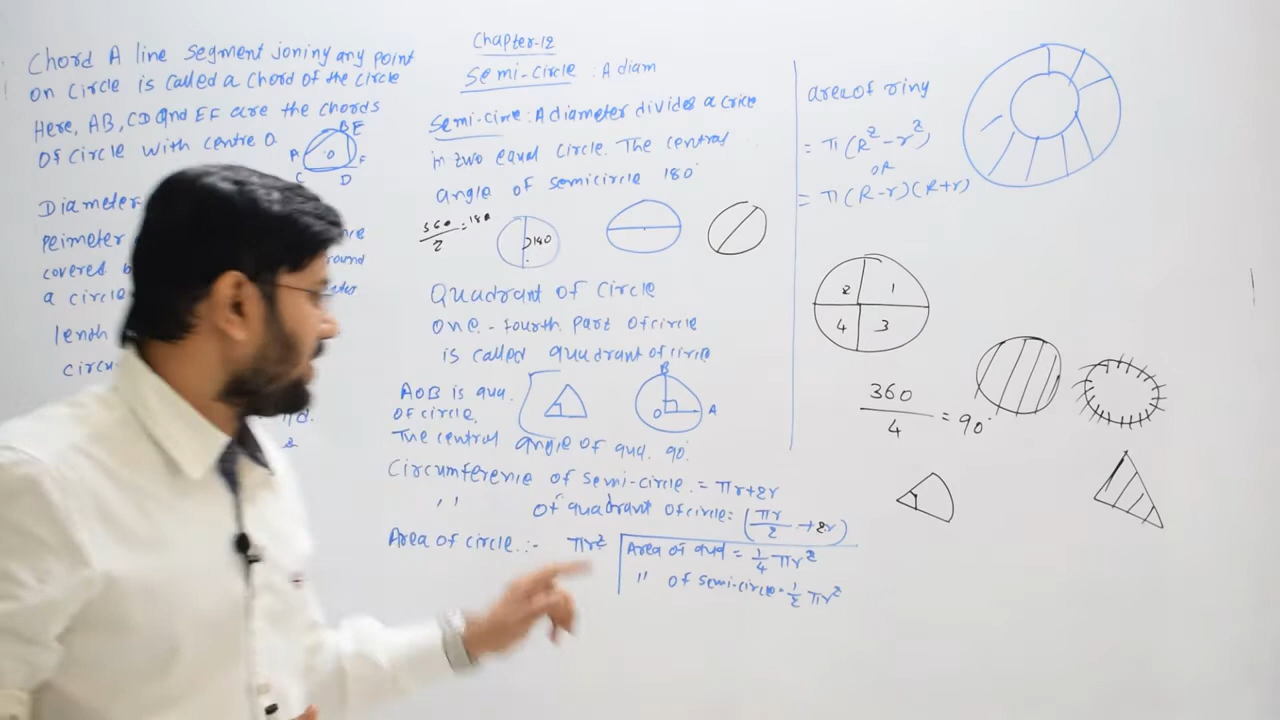 Chord A line segment joniny any point
on circle is called a chord of the circle
Here, AB, CD and EF are the chords
of circle with centre O
A B E O F C D
Diameter
peimeter
covered b
round
a circle
lenth
circu
Chapter-12
Semi-Circle : A diam
Semi-cirne : A diameter divides a Circe
in two equal circle. The central
angle of semicircle 180°
360/2 = 180
180
Quadrant of Circle
one - fourth part of circle
is called quadrant of circle
AOB is qua.
of circle.
B O A
The central angle of qud. 90°.
Circumference of semi-circle. = πr+2r
" of quadrant of circle: (πr/2 + 2r)
Area of circle :- πr²
Area of qud = 1/4 πr²
" of semi-circle = 1/2 πr²
area of riny
= π(R²-r²)
OR
= π(R-r)(R+r)
2 1
4 3
360/4 = 90°